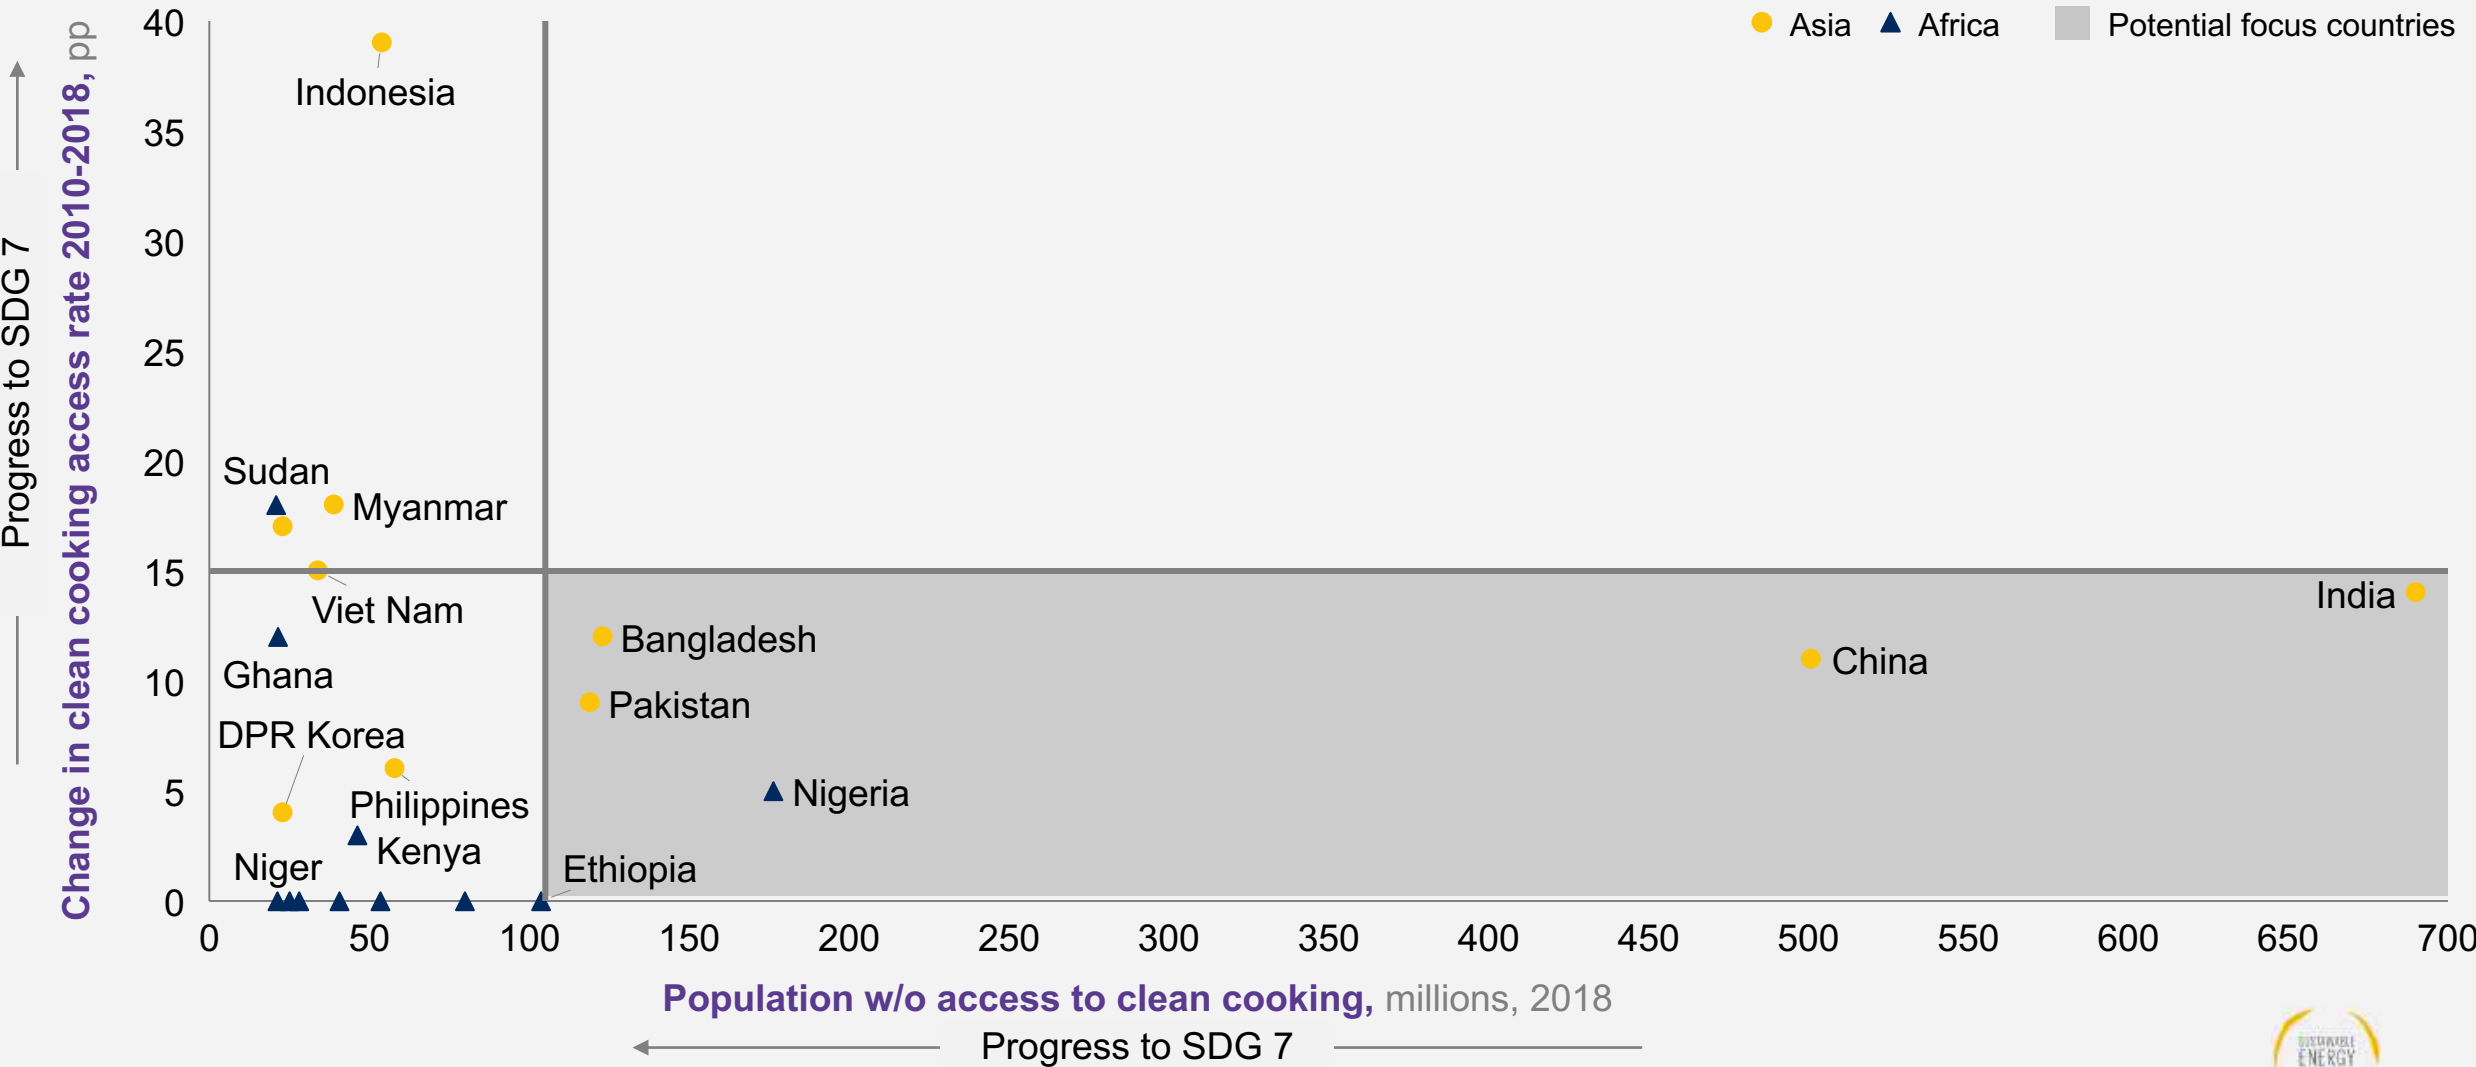 Asia
Africa
Potential focus countries
Progress to SDG 7
Change in clean cooking access rate 2010-2018, pp
40
35
30
25
20
15
10
5
0
Indonesia
Sudan
Myanmar
Viet Nam
Ghana
DPR Korea
Philippines
Kenya
Niger
Ethiopia
Bangladesh
Pakistan
Nigeria
China
India
0 50 100 150 200 250 300 350 400 450 500 550 600 650 700
Population w/o access to clean cooking, millions, 2018
Progress to SDG 7
SUSTAINABLE
ENERGY